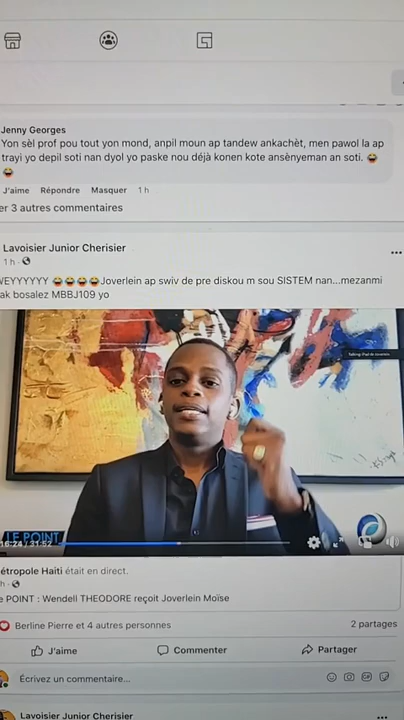 Jenny Georges
Yon sèl prof pou tout yon mond, anpil moun ap tandew ankachèt, men pawol la ap
trayi yo depil soti nan dyol yo paske nou déjà konen kote ansènyeman an soti. 😂
😂
J'aime Répondre Masquer 1 h
er 3 autres commentaires
Lavoisier Junior Cherisier
1 h
WEYYYYYY 😂😂😂😂Joverlein ap swiv de pre diskou m sou SISTEM nan...mezanmi
ak bosalez MBBJ109 yo
LE POINT
16:24 / 31:52
étropole Haiti était en direct.
h
e POINT : Wendell THEODORE reçoit Joverlein Moïse
Berline Pierre et 4 autres personnes
2 partages
J'aime Commenter Partager
Écrivez un commentaire...
Lavoisier Junior Cherisier